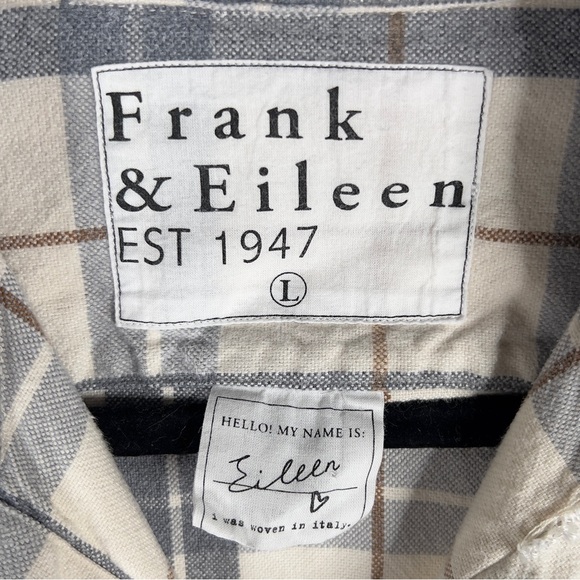 Frank
& Eileen
EST 1947
L
HELLO! MY NAME IS:
Eileen
i was woven in italy.